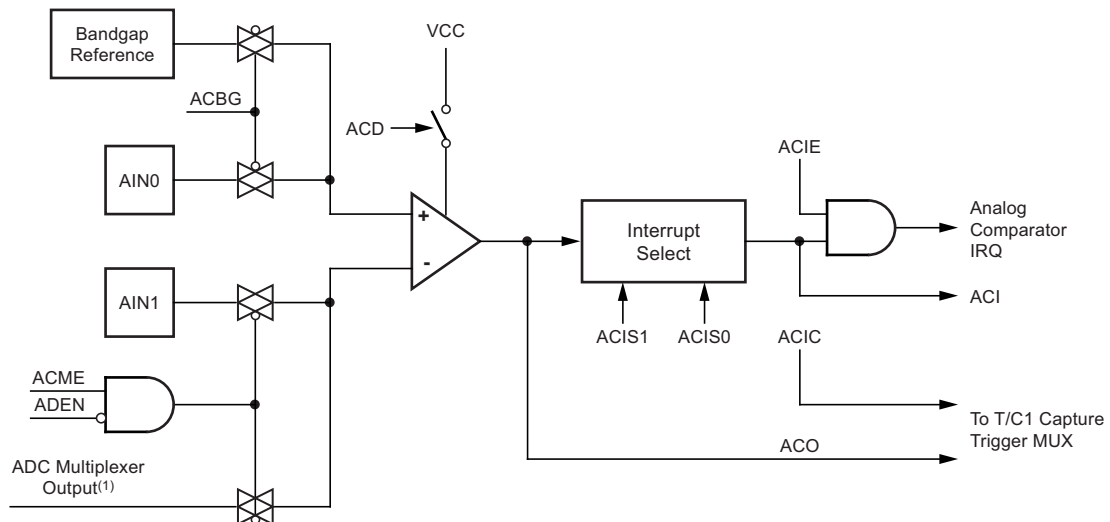 Bandgap
Reference
VCC
ACBG
ACD
AIN0
ACIE
+
Interrupt
Select
Analog
Comparator
IRQ
-
AIN1
ACI
ACIS1
ACIS0
ACIC
ACME
ADEN
To T/C1 Capture
Trigger MUX
ACO
ADC Multiplexer
Output(1)